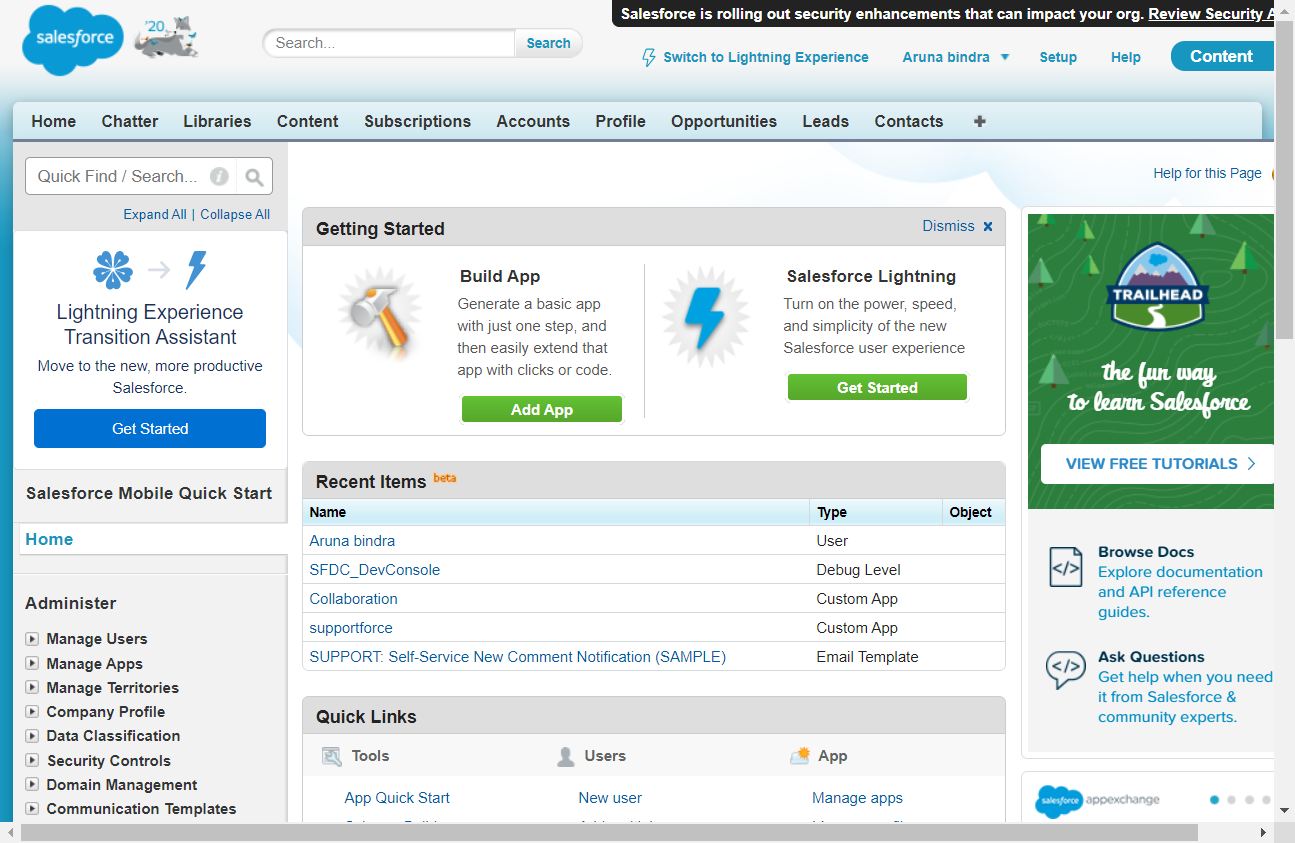 Salesforce is rolling out security enhancements that can impact your org. Review Security
salesforce
'20
Search...
Search
Switch to Lightning Experience
Aruna bindra
Setup
Help
Content
Home
Chatter
Libraries
Content
Subscriptions
Accounts
Profile
Opportunities
Leads
Contacts
+
Quick Find / Search...
Expand All | Collapse All
Lightning Experience
Transition Assistant
Move to the new, more productive
Salesforce.
Get Started
Salesforce Mobile Quick Start
Home
Administer
Manage Users
Manage Apps
Manage Territories
Company Profile
Data Classification
Security Controls
Domain Management
Communication Templates
Help for this Page
Getting Started
Dismiss
Build App
Generate a basic app
with just one step, and
then easily extend that
app with clicks or code.
Add App
Salesforce Lightning
Turn on the power, speed,
and simplicity of the new
Salesforce user experience
Get Started
Recent Items beta
Name Type Object
Aruna bindra User
SFDC_DevConsole Debug Level
Collaboration Custom App
supportforce Custom App
SUPPORT: Self-Service New Comment Notification (SAMPLE) Email Template
Quick Links
Tools Users App
App Quick Start New user Manage apps
TRAILHEAD
the fun way
to learn Salesforce
VIEW FREE TUTORIALS
</>
Browse Docs
Explore documentation
and API reference
guides.
</>
Ask Questions
Get help when you need
it from Salesforce &
community experts.
salesforce appexchange